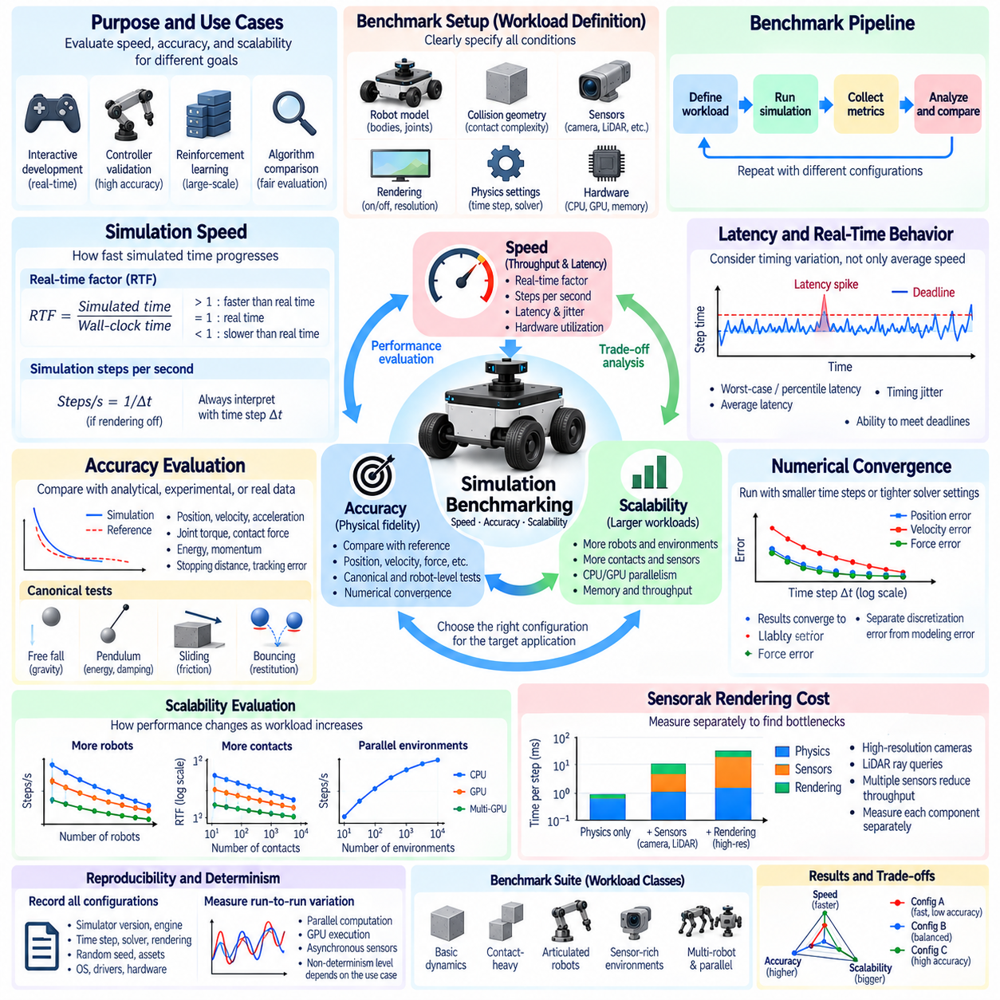 Purpose and Use Cases
Evaluate speed, accuracy, and scalability
for different goals
Interactive
development
(real-time)
Controller
validation
(high accuracy)
Reinforcement
learning
(large-scale)
Algorithm
comparison
(fair evaluation)
Benchmark Setup (Workload Definition)
Clearly specify all conditions
Robot model
(bodies, joints)
Collision geometry
(contact complexity)
Sensors
(camera, LiDAR, etc.)
Rendering
(on/off, resolution)
Physics settings
(time step, solver)
Hardware
(CPU, GPU, memory)
Benchmark Pipeline
Define
workload
Run
simulation
Collect
metrics
Analyze
and compare
Repeat with different configurations
Simulation Speed
How fast simulated time progresses
Real-time factor (RTF)
RTF = Simulated time
Wall-clock time
> 1 : faster than real time
= 1 : real time
< 1 : slower than real time
Simulation steps per second
Steps/s = 1/Δt
(if rendering off)
Always interpret
with time step Δt
Speed
(Throughput & Latency)
• Real-time factor
• Steps per second
• Latency & jitter
• Hardware utilization
Performance
evaluation
Trade-off
analysis
Simulation
Benchmarking
Speed · Accuracy · Scalability
Accuracy
(Physical fidelity)
• Compare with reference
• Position, velocity, force, etc.
• Canonical and robot-level tests
• Numerical convergence
Scalability
(Larger workloads)
• More robots and environments
• More contacts and sensors
• CPU/GPU parallelism
• Memory and throughput
Choose the right configuration
for the target application
Latency and Real-Time Behavior
Consider timing variation, not only average speed
Latency spike
Deadline
Step time
Time
• Worst-case / percentile latency
• Average latency
• Timing jitter
• Ability to meet deadlines
Accuracy Evaluation
Compare with analytical, experimental, or real data
Simulation
Reference
• Position, velocity, acceleration
• Joint torque, contact force
• Energy, momentum
• Stopping distance, tracking error
Canonical tests
Free fall
(gravity)
Pendulum
(energy, damping)
Sliding
(friction)
Bouncing
(restitution)
Numerical Convergence
Run with smaller time steps or tighter solver settings
Position error
Velocity error
Force error
Error
Time step Δt (log scale)
• Results converge to
• Force error
• Separate discretization
error from modeling error
Scalability Evaluation
How performance changes as workload increases
More robots
Steps/s
Number of robots
More contacts
RTF (log scale)
1²
1²
10¹ 10² 10³ 10⁴
Number of contacts
Parallel environments
Steps/s
10¹ 10² 10³ 10⁴
Number of environments
CPU
GPU
Multi-GPU
Sensorak Rendering Cost
Measure separately to find bottlenecks
Time per step (ms)
10²
10¹
10⁰
10⁻¹
Physics only
+ Sensors
(camera, LiDAR)
+ Rendering
(high-res)
Physics
Sensors
Rendering
• High-resolution cameras
• LiDAR ray queries
• Multiple sensors reduce
throughput
• Measure each component
separately
Reproducibility and Determinism
Record all configurations
• Simulator version, engine
• Time step, solver, rendering
• Random seed, assets
• OS, drivers, hardware
Measure run-to-run variation
• Parallel computation
• GPU execution
• Asynchronous sensors
• Non-determinism level
depends on the use case
Benchmark Suite (Workload Classes)
Basic
dynamics
Contact-
heavy
Articulated
robots
Sensor-rich
environments
Multi-robot
& parallel
Results and Trade-offs
Speed
(faster)
Accuracy
(higher)
Scalability
(bigger)
Config A
(fast, low accuracy)
Config B
(balanced)
Config C
(high accuracy)